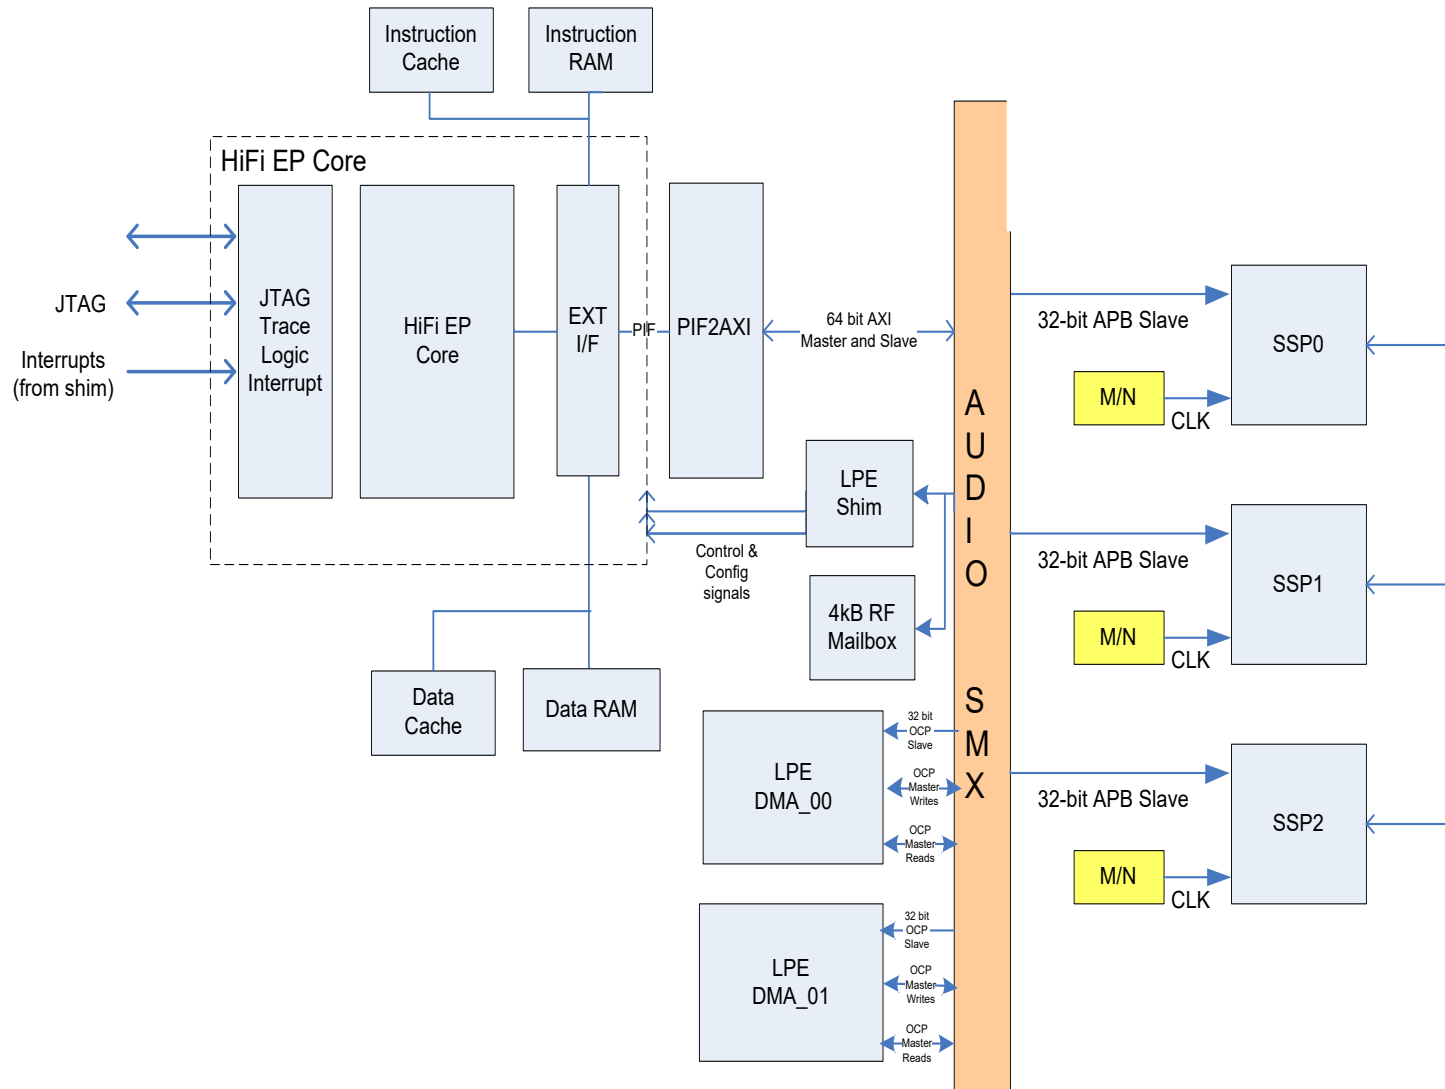 Instruction
Cache
Instruction
RAM
HiFi EP Core
JTAG
Interrupts
(from shim)
JTAG
Trace
Logic
Interrupt
HiFi EP
Core
EXT
I/F
PIF
PIF2AXI
64 bit AXI
Master and Slave
LPE
Shim
Control &
Config
signals
4kB RF
Mailbox
Data
Cache
Data RAM
LPE
DMA_00
32 bit
OCP
Slave
OCP
Master
Writes
OCP
Master
Reads
LPE
DMA_01
32 bit
OCP
Slave
OCP
Master
Writes
OCP
Master
Reads
A
U
D
I
O
S
M
X
32-bit APB Slave
SSP0
M/N
CLK
32-bit APB Slave
SSP1
M/N
CLK
32-bit APB Slave
SSP2
M/N
CLK